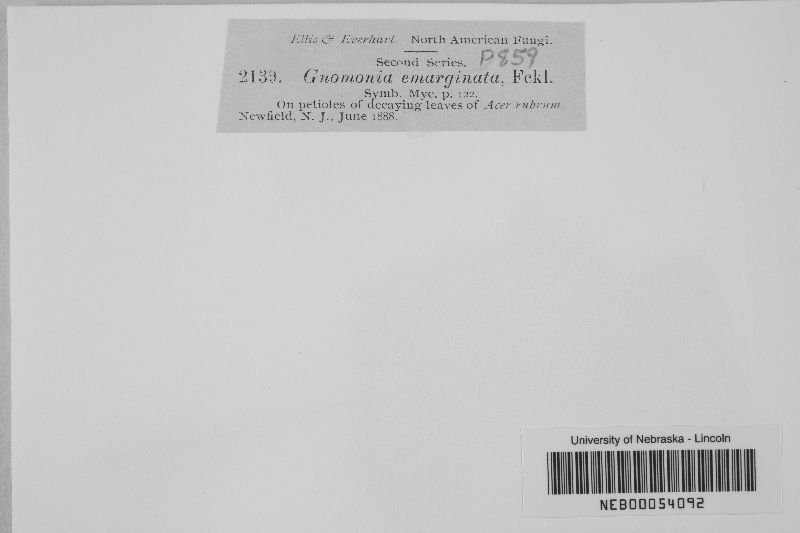 Ellis & Everhart. North American Fungi.
Second Series. P859
2139. Gnomonia emarginata, Fckl.
Symb. Myc. p. 122.
On petioles of decaying leaves of Acer rubrum.
Newfield, N. J., June 1888.
University of Nebraska - Lincoln
NEB00054092